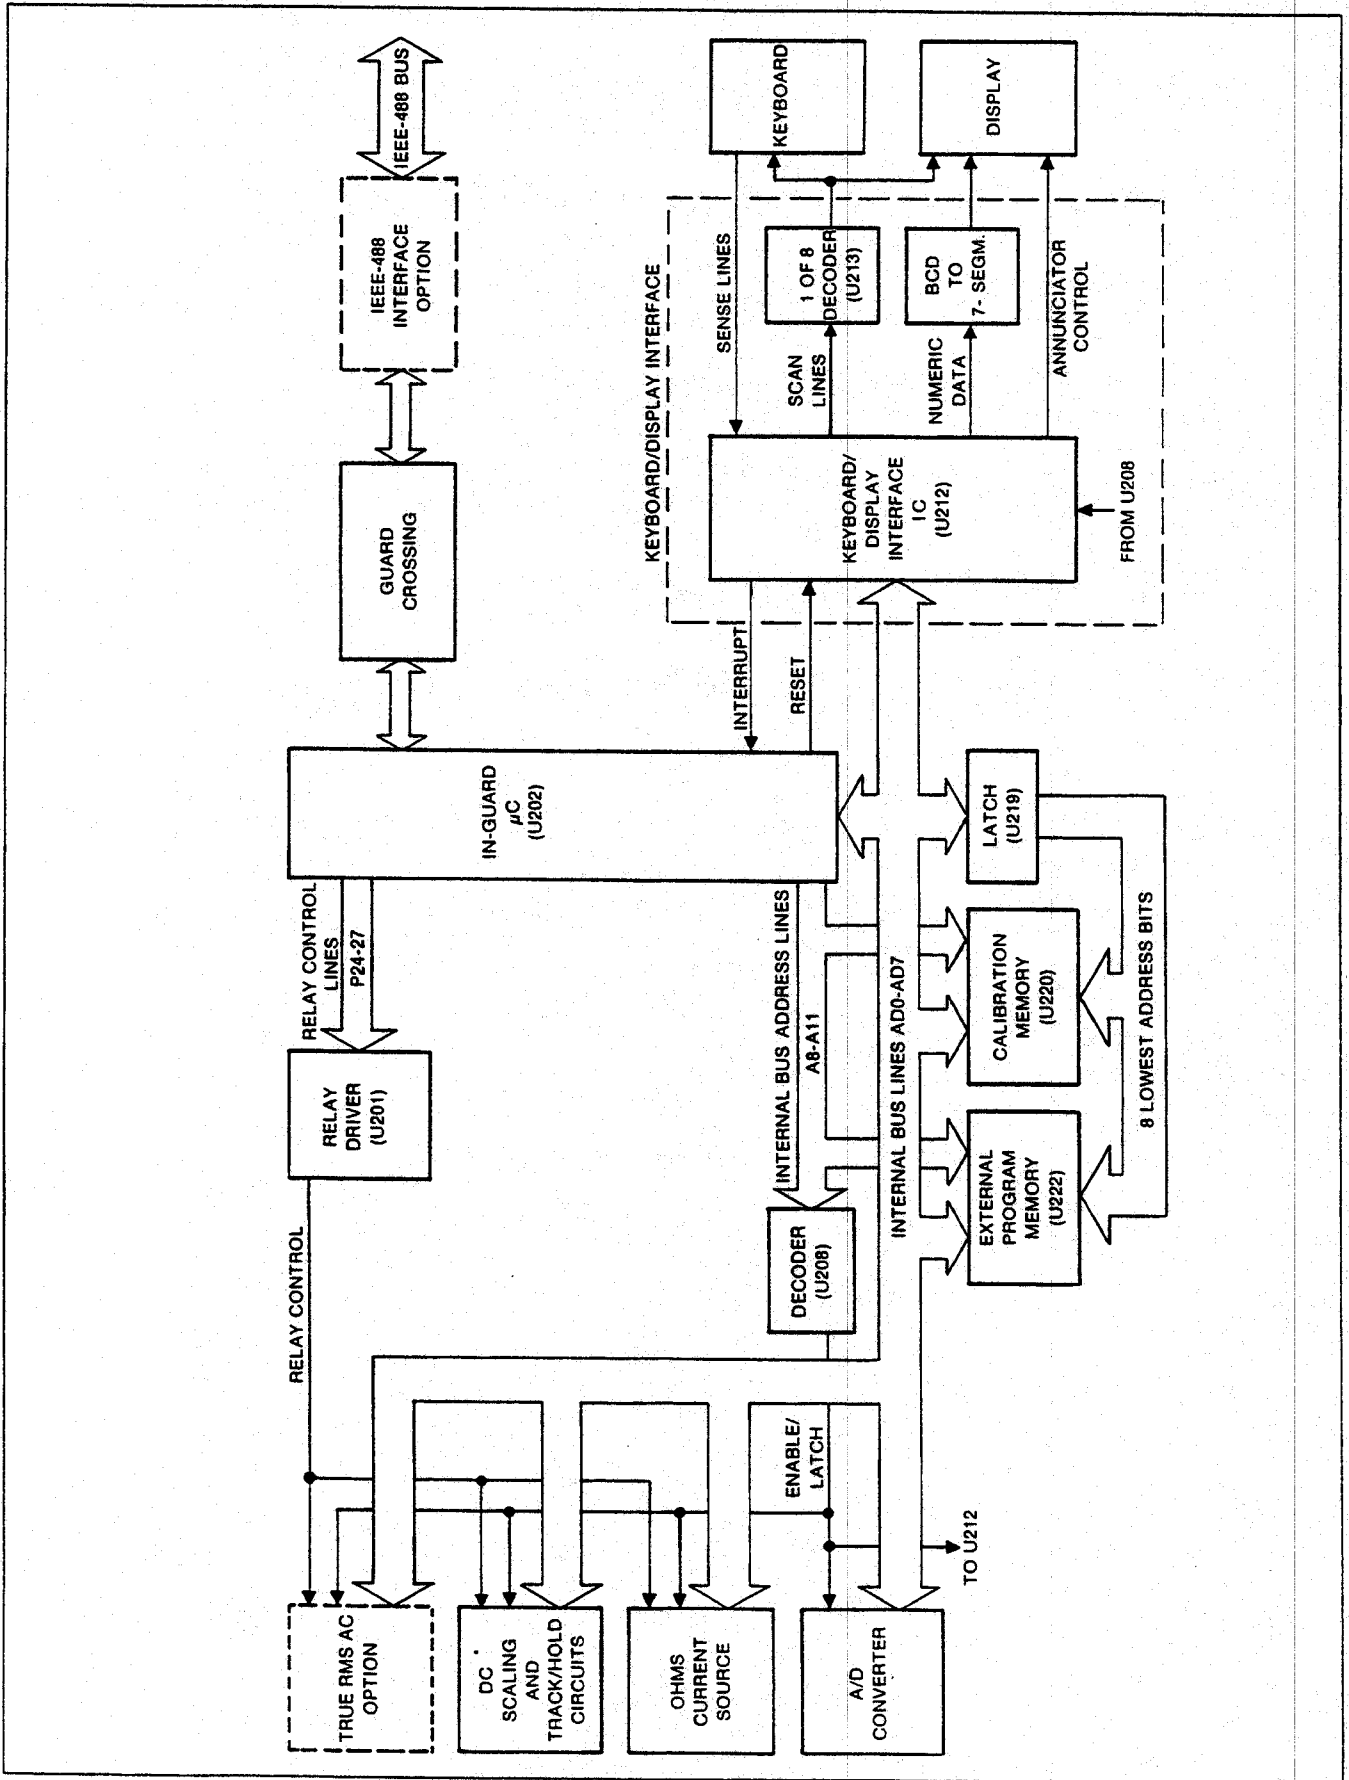 TRUE RMS AC
OPTION
DC
SCALING
AND
TRACK/HOLD
CIRCUITS
OHMS
CURRENT
SOURCE
A/D
CONVERTER
RELAY CONTROL
ENABLE/
LATCH
TO U212
RELAY
DRIVER
(U201)
DECODER
(U208)
RELAY CONTROL
LINES
P24-27
INTERNAL BUS ADDRESS LINES
A8-A11
INTERNAL BUS LINES AD0-AD7
EXTERNAL
PROGRAM
MEMORY
(U222)
CALIBRATION
MEMORY
(U220)
8 LOWEST ADDRESS BITS
IN-GUARD
µC
(U202)
LATCH
(U219)
GUARD
CROSSING
INTERRUPT
RESET
KEYBOARD/DISPLAY INTERFACE
KEYBOARD/
DISPLAY
INTERFACE
IC
(U212)
FROM U208
IEEE-488
INTERFACE
OPTION
SENSE LINES
SCAN
LINES
NUMERIC
DATA
1 OF 8
DECODER
(U213)
BCD
TO
7- SEGM.
ANNUNCIATOR
CONTROL
IEEE-488 BUS
KEYBOARD
DISPLAY